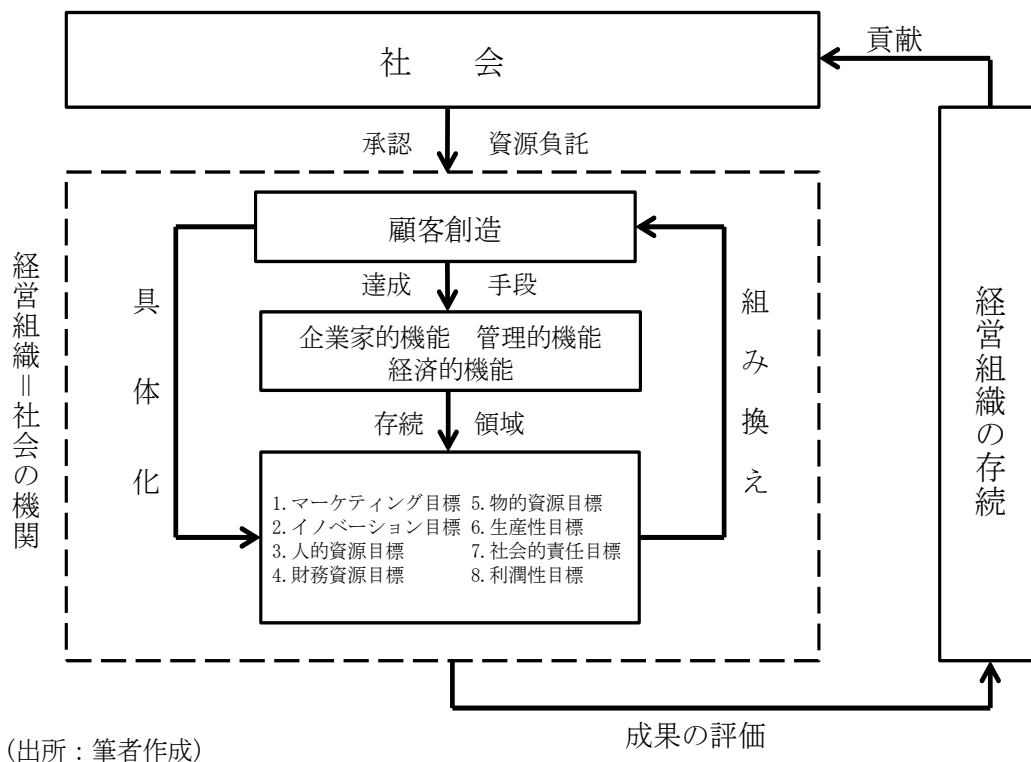 社　会
貢献
承認　資源負託
顧客創造
達成　手段
企業家的機能　管理的機能
経済的機能
存続　領域
1.マーケティング目標 5.物的資源目標
2.イノベーション目標 6.生産性目標
3.人的資源目標 7.社会的責任目標
4.財務資源目標 8.利潤性目標
具体化
組み換え
経営組織＝社会の機関
経営組織の存続
成果の評価
(出所：筆者作成)